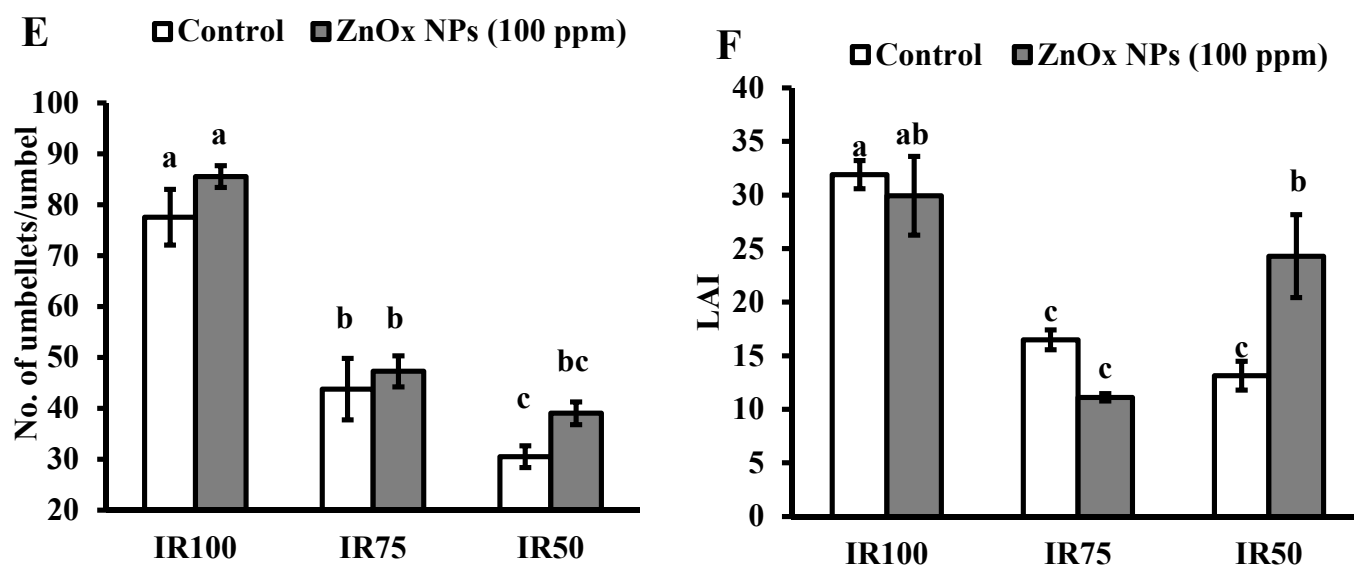 E
Control ZnOx NPs (100 ppm)
No. of umbellets/umbel
100
90
80
70
60
50
40
30
20
a a
b b
c bc
IR100 IR75 IR50
F
Control ZnOx NPs (100 ppm)
LAI
40
35
30
25
20
15
10
5
0
a ab
c c
c b
IR100 IR75 IR50